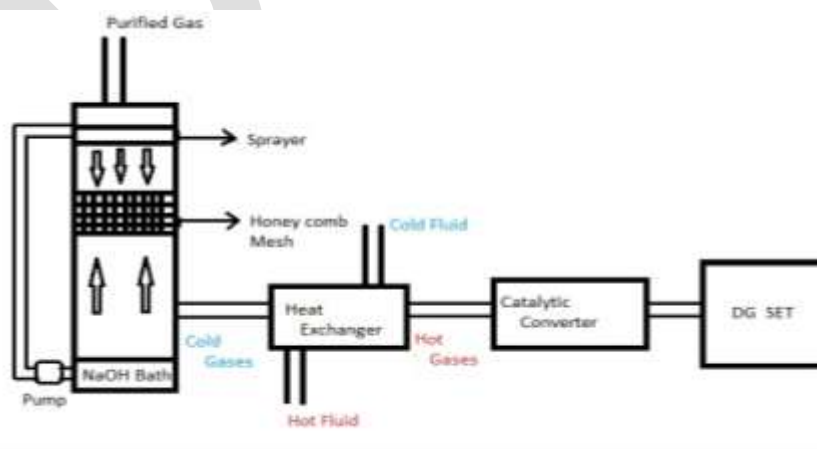 Purified Gas
Sprayer
Honey comb
Mesh
Cold Fluid
Heat
Exchanger
Catalytic
Converter
DG SET
Cold
Gases
Hot
Gases
NaOH Bath
Pump
Hot Fluid